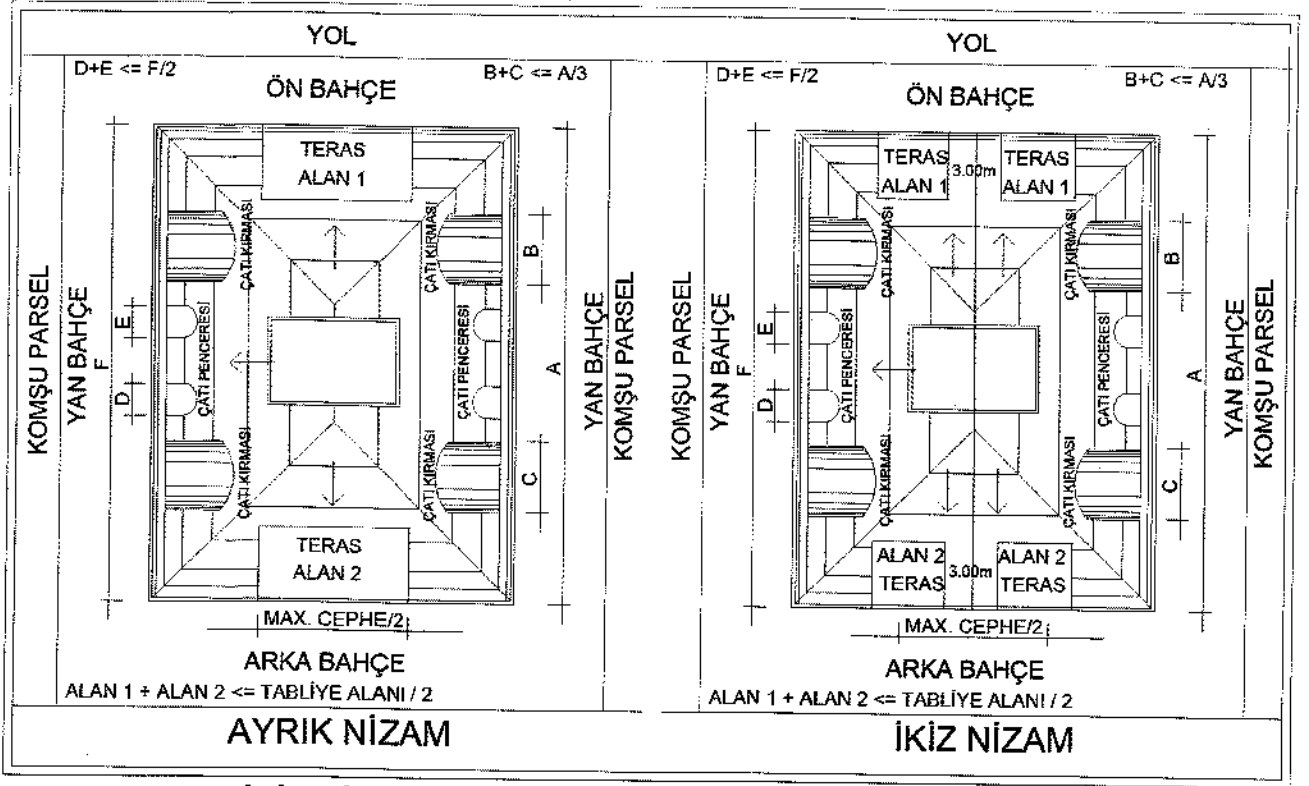 YOL
D+E <= F/2
B+C <= A/3
ÖN BAHÇE
TERAS
ALAN 1
ÇATI KIRMASI
ÇATI KIRMASI
B
KOMŞU PARSEL
YAN BAHÇE
F
E
D
ÇATI PENCERESİ
ÇATI PENCERESİ
A
YAN BAHÇE
KOMŞU PARSEL
ÇATI KIRMASI
ÇATI KIRMASI
C
TERAS
ALAN 2
MAX. CEPHE/2
ARKA BAHÇE
ALAN 1 + ALAN 2 <= TABLİYE ALANI / 2
AYRIK NİZAM
YOL
D+E <= F/2
B+C <= A/3
ÖN BAHÇE
TERAS
ALAN 1
3.00m
TERAS
ALAN 1
ÇATI KIRMASI
ÇATI KIRMASI
B
KOMŞU PARSEL
YAN BAHÇE
F
E
D
ÇATI PENCERESİ
ÇATI PENCERESİ
A
YAN BAHÇE
KOMŞU PARSEL
ÇATI KIRMASI
ÇATI KIRMASI
C
ALAN 2
TERAS
3.00m
ALAN 2
TERAS
MAX. CEPHE/2
ARKA BAHÇE
ALAN 1 + ALAN 2 <= TABLİYE ALANI / 2
İKİZ NİZAM